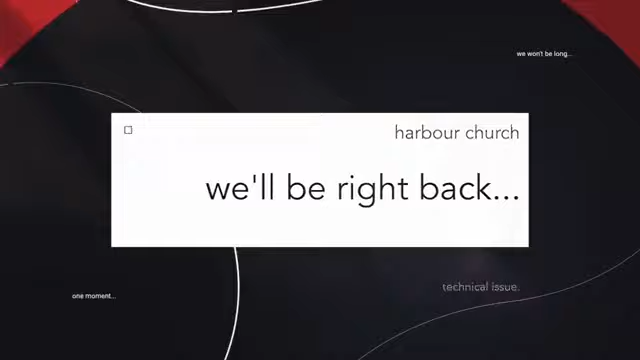 we won't be long...
harbour church
we'll be right back...
technical issue.
one moment...